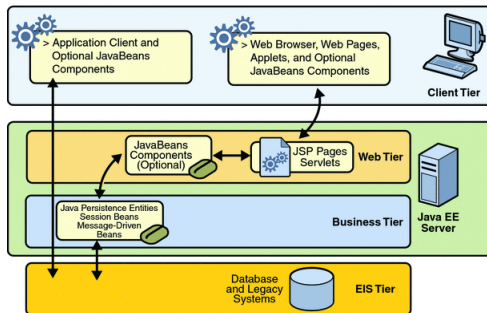 > Application Client and
Optional JavaBeans
Components
> Web Browser, Web Pages,
Applets, and Optional
JavaBeans Components
Client Tier
JavaBeans
Components
(Optional)
JSP Pages
Servlets
Web Tier
Java EE
Server
Java Persistence Entities
Session Beans
Message-Driven
Beans
Business Tier
Database
and Legacy
Systems
EIS Tier